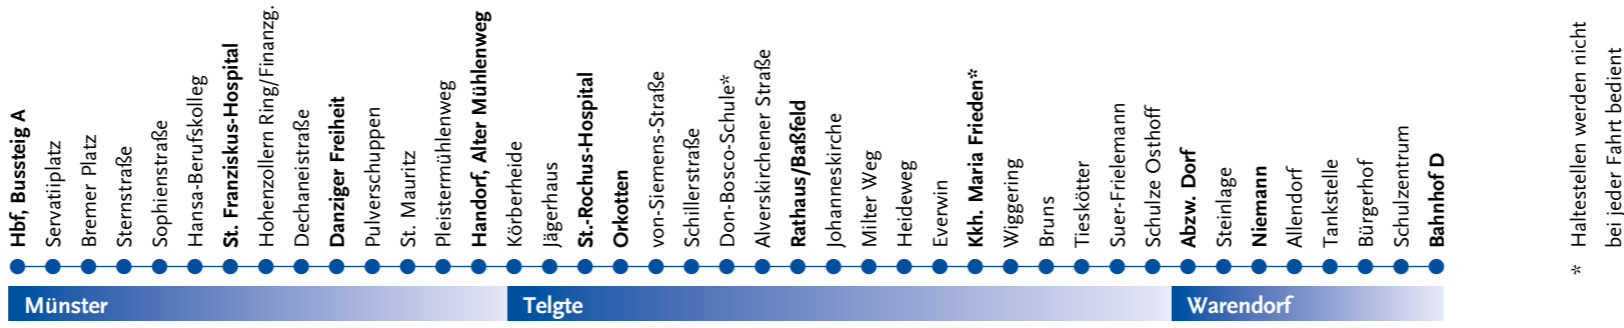 Hbf, Bussteig A
Servatiiplatz
Bremer Platz
Sternstraße
Sophienstraße
Hansa-Berufskolleg
St. Franziskus-Hospital
Hohenzollern Ring/Finanzg.
Dechaneistraße
Danziger Freiheit
Pulverschuppen
St. Mauritz
Pleistermühlenweg
Handorf, Alter Mühlenweg
Körberheide
Jägerhaus
St.-Rochus-Hospital
Orkotten
von-Siemens-Straße
Schillerstraße
Don-Bosco-Schule*
Alverskirchener Straße
Rathaus/Baßfeld
Johanneskirche
Milter Weg
Heideweg
Everwin
Kkh. Maria Frieden*
Wiggering
Bruns
Tieskötter
Suer-Frielemann
Schulze Osthoff
Abzw. Dorf
Steinlage
Niemann
Allendorf
Tankstelle
Bürgerhof
Schulzentrum
Bahnhof D
Münster
Telgte
Warendorf
* Haltestellen werden nicht
bei jeder Fahrt bedient